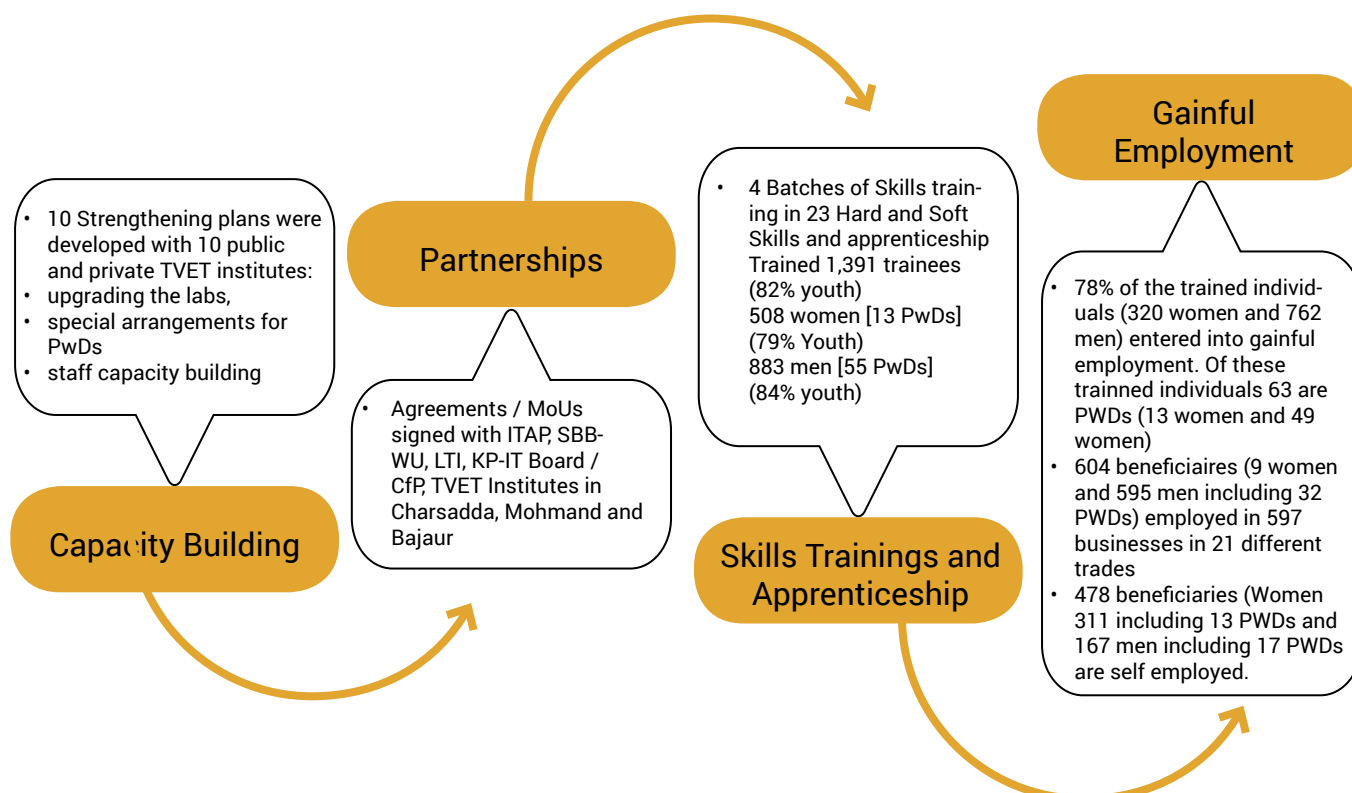 • 10 Strengthening plans were
developed with 10 public
and private TVET institutes:
• upgrading the labs,
• special arrangements for
PwDs
• staff capacity building
Capacity Building
Partnerships
• Agreements / MoUs
signed with ITAP, SBB-
WU, LTI, KP-IT Board /
CfP, TVET Institutes in
Charsadda, Mohmand and
Bajaur
• 4 Batches of Skills train-
ing in 23 Hard and Soft
Skills and apprenticeship
Trained 1,391 trainees
(82% youth)
508 women [13 PwDs]
(79% Youth)
883 men [55 PwDs]
(84% youth)
Skills Trainings and
Apprenticeship
Gainful
Employment
• 78% of the trained individ-
uals (320 women and 762
men) entered into gainful
employment. Of these
trainned individuals 63 are
PWDs (13 women and 49
women)
• 604 beneficiaires (9 women
and 595 men including 32
PWDs) employed in 597
businesses in 21 different
trades
• 478 beneficiaries (Women
311 including 13 PWDs and
167 men including 17 PWDs
are self employed.